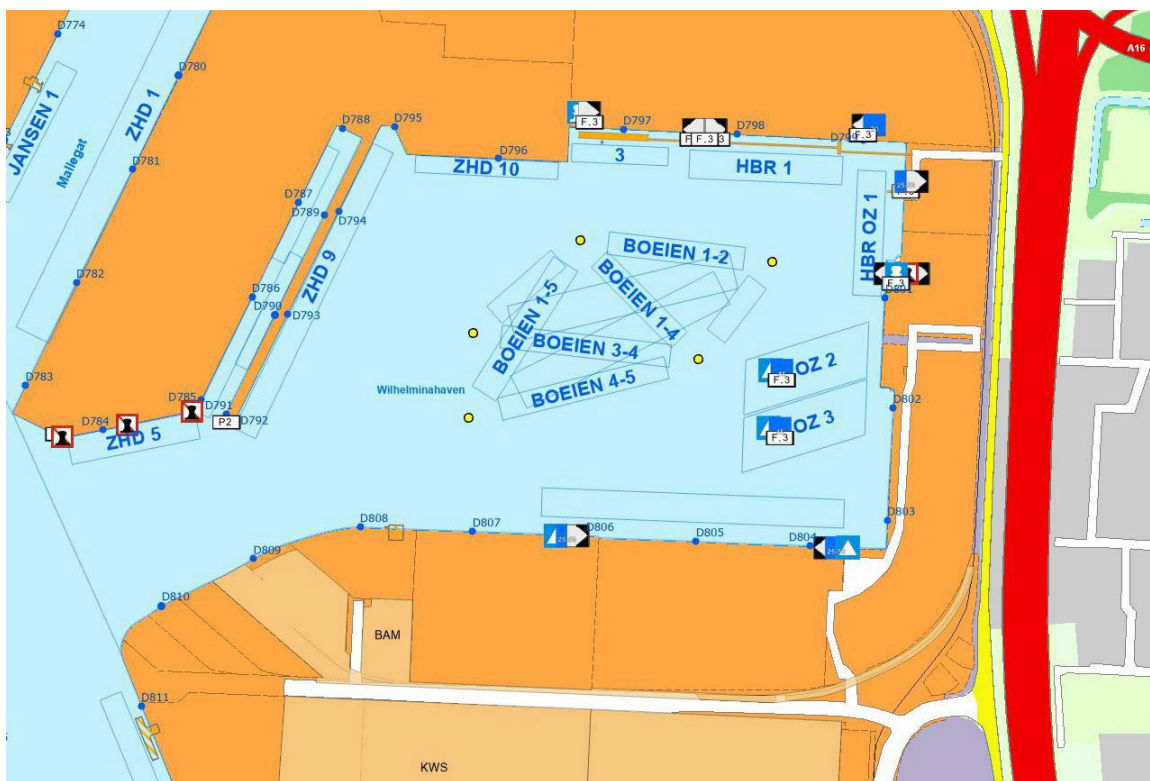 D774
D780
ZHD 1
JANSEN 1
Mallegat
D781
D782
D783
D784
D785
ZHD 5
D788
D795
D787
D789
D794
ZHD 9
D786
D790
D793
D791
D792
P2
D796
ZHD 10
D797
F.3
3
F.3
D798
HBR 1
F.3
A16
HBR OZ 1
F.3
D801
BOEIEN 1-2
BOEIEN 1-5
BOEIEN 1-4
BOEIEN 3-4
BOEIEN 4-5
Wilhelminahaven
OZ 2
F.3
D802
OZ 3
F.3
D803
D808
D807
D806
D805
D804
D809
D810
BAM
D811
KWS